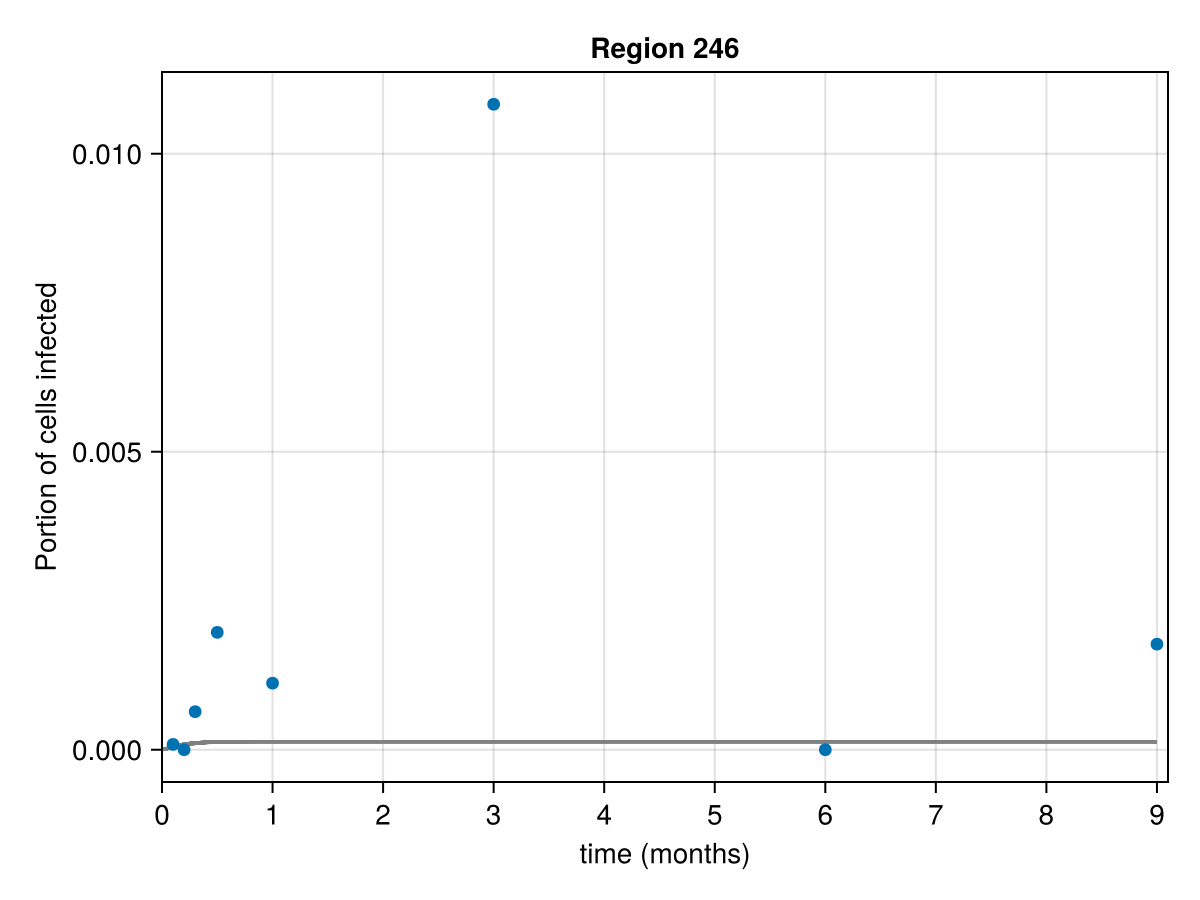 Region 246
Portion of cells infected
0.010
0.005
0.000
0 1 2 3 4 5 6 7 8 9
time (months)